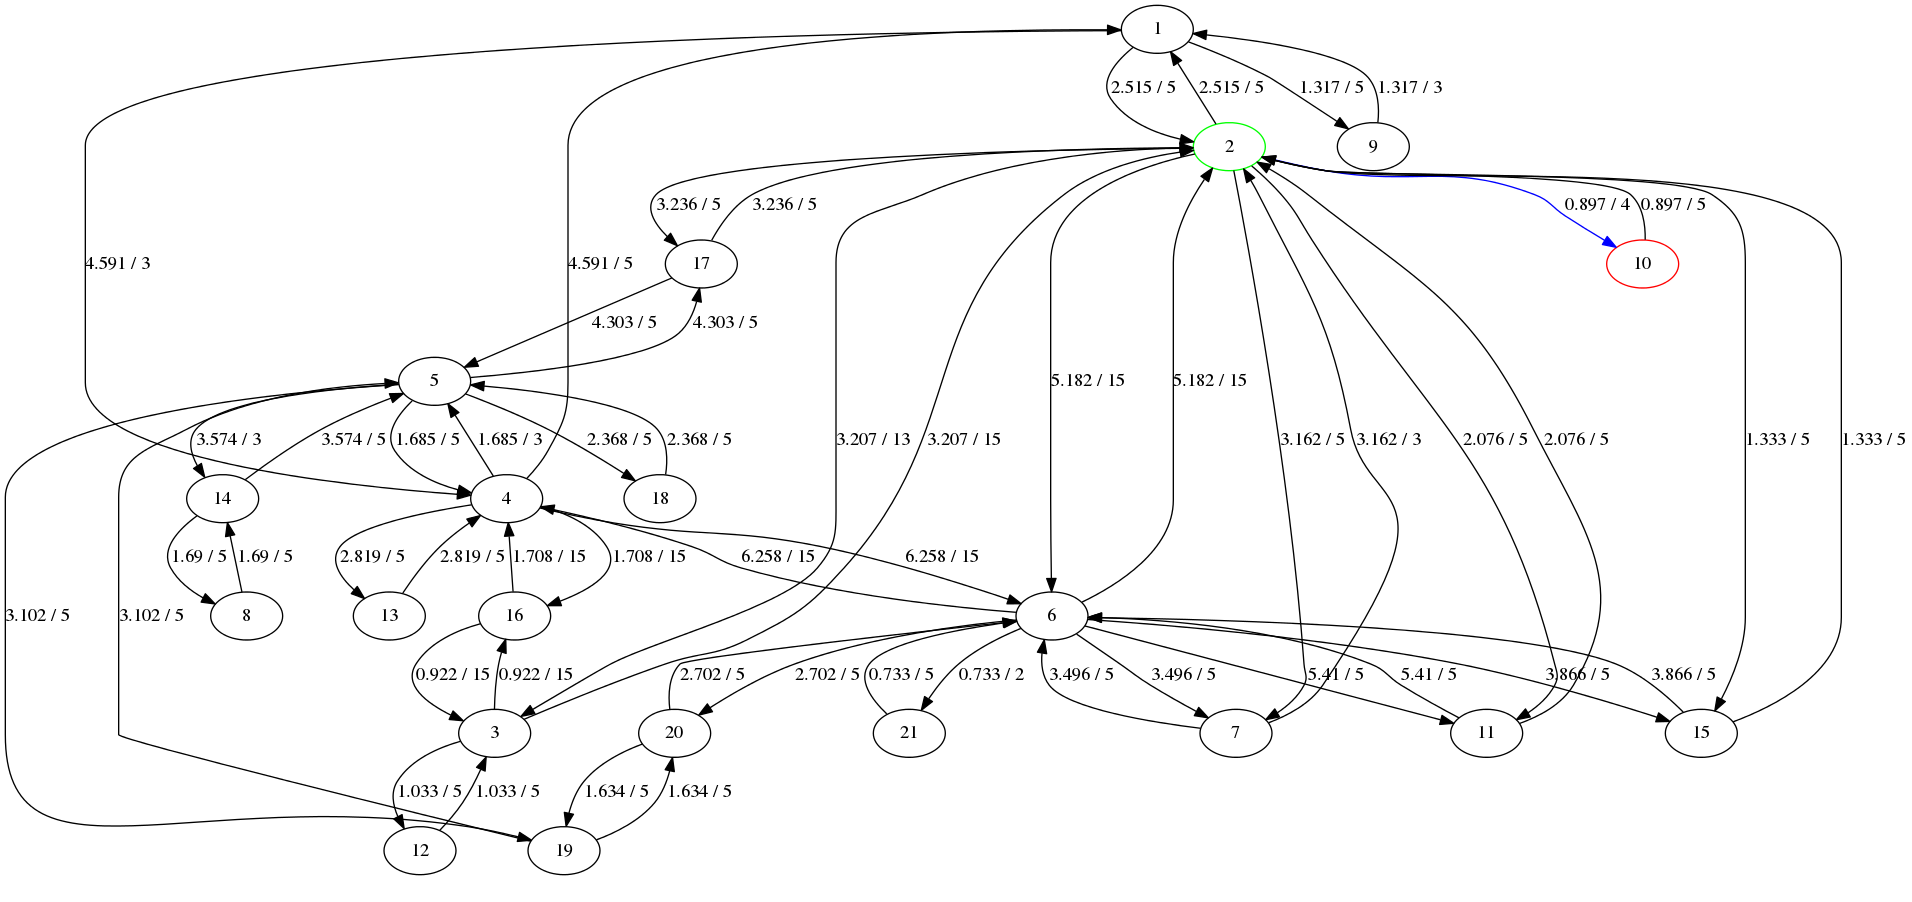 1
2.515 / 5
2.515 / 5
1.317 / 5
1.317 / 3
2
9
3.236 / 5
3.236 / 5
0.897 / 4
0.897 / 5
4.591 / 3
4.591 / 5
17
10
4.303 / 5
4.303 / 5
5
5.182 / 15
5.182 / 15
3.574 / 3
3.574 / 5
1.685 / 5
1.685 / 3
2.368 / 5
2.368 / 5
3.207 / 13
3.207 / 15
3.162 / 5
3.162 / 3
2.076 / 5
2.076 / 5
1.333 / 5
1.333 / 5
14
4
18
1.69 / 5
1.69 / 5
2.819 / 5
2.819 / 5
1.708 / 15
1.708 / 15
6.258 / 15
6.258 / 15
3.102 / 5
3.102 / 5
8
13
16
6
0.922 / 15
0.922 / 15
2.702 / 5
2.702 / 5
0.733 / 5
0.733 / 2
3.496 / 5
3.496 / 5
5.41 / 5
5.41 / 5
3.866 / 5
3.866 / 5
3
20
21
7
11
15
1.033 / 5
1.033 / 5
1.634 / 5
1.634 / 5
12
19